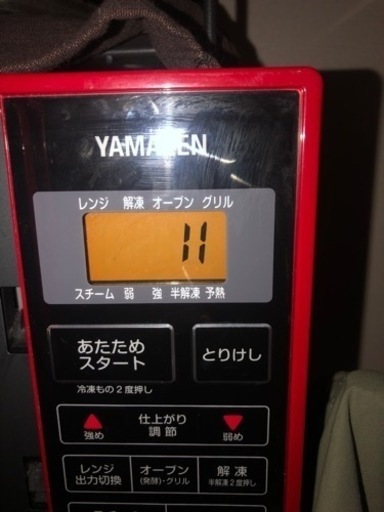 YAMAZEN
レンジ 解凍 オーブン グリル
11
スチーム 弱 強 半解凍 予熱
あたため
スタート
とりけし
冷凍もの2度押し
仕上がり
調節
強め
弱め
レンジ
出力切換
オーブン
(発酵)・グリル
解凍
半解凍2度押し